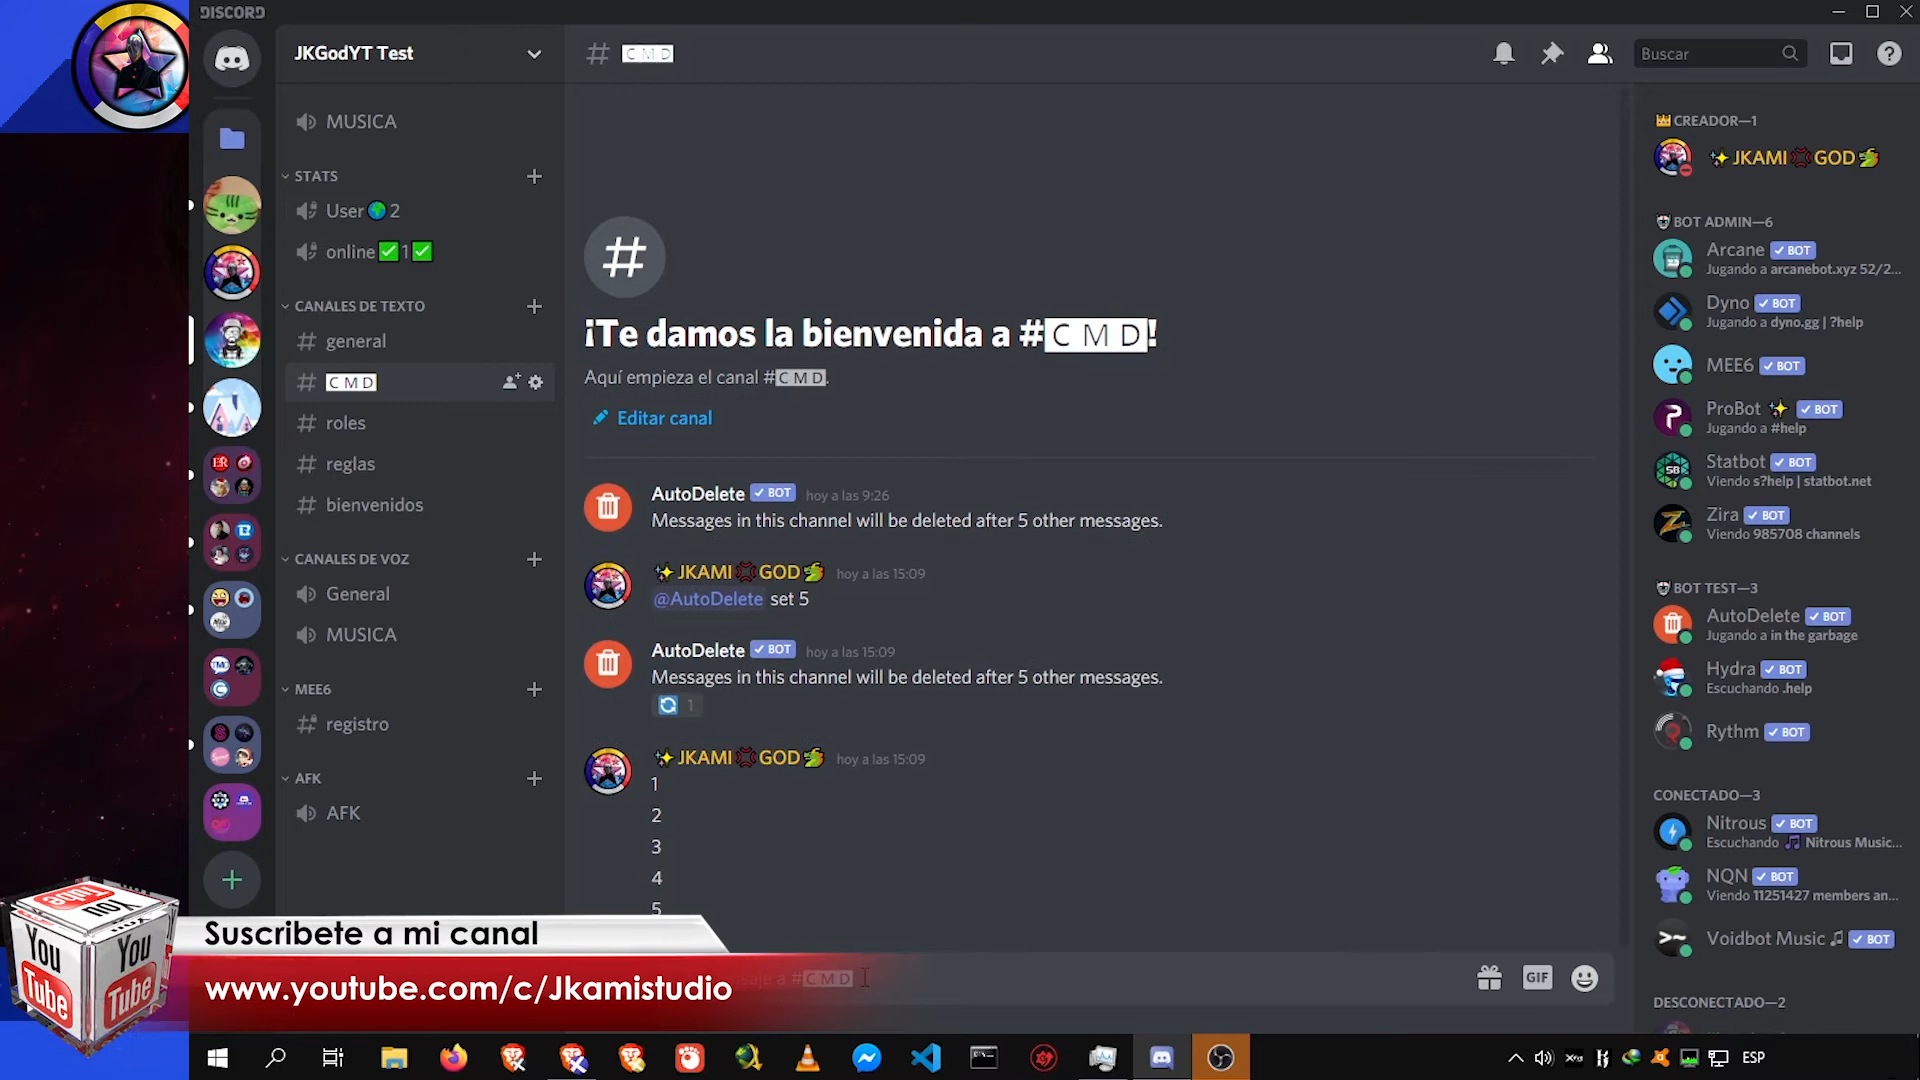 DISCORD
JKGodYT Test
MUSICA
STATS
User 2
online 1
CANALES DE TEXTO
general
CMD
roles
reglas
bienvenidos
CANALES DE VOZ
General
MUSICA
MEE6
registro
AFK
AFK
# CMD
Buscar
¡Te damos la bienvenida a #CMD!
Aquí empieza el canal #CMD.
Editar canal
AutoDelete BOT hoy a las 9:26
Messages in this channel will be deleted after 5 other messages.
JKAMI GOD hoy a las 15:09
@AutoDelete set 5
AutoDelete BOT hoy a las 15:09
Messages in this channel will be deleted after 5 other messages.
1
JKAMI GOD hoy a las 15:09
1
2
3
4
5
a #CMD
GIF
CREADOR—1
JKAMI GOD
BOT ADMIN—6
Arcane BOT
Jugando a arcanebot.xyz 52/2...
Dyno BOT
Jugando a dyno.gg | ?help
MEE6 BOT
ProBot BOT
Jugando a #help
Statbot BOT
Viendo s?help | statbot.net
Zira BOT
Viendo 985708 channels
BOT TEST—3
AutoDelete BOT
Jugando a in the garbage
Hydra BOT
Escuchando .help
Rythm BOT
CONECTADO—3
Nitrous BOT
Escuchando Nitrous Music...
NQN BOT
Viendo 11251427 members an...
Voidbot Music BOT
DESCONECTADO—2
You Tube
You Tube
You Tube
Suscribete a mi canal
www.youtube.com/c/Jkamistudio
ESP